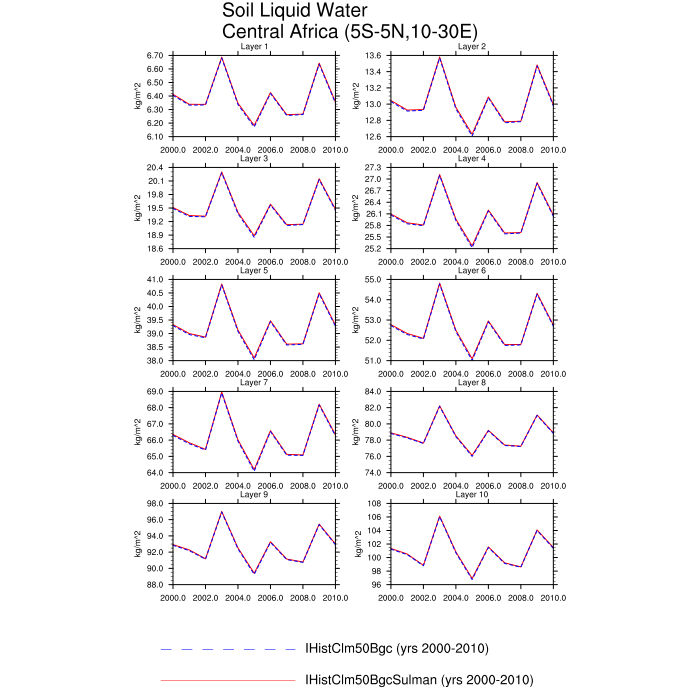 Soil Liquid Water
Central Africa (5S-5N,10-30E)
Layer 1
6.70
6.60
6.50
6.40
6.30
6.20
6.10
kg/m^2
2000.0 2002.0 2004.0 2006.0 2008.0 2010.0
Layer 2
13.6
13.4
13.2
13.0
12.8
12.6
kg/m^2
2000.0 2002.0 2004.0 2006.0 2008.0 2010.0
Layer 3
20.4
20.1
19.8
19.5
19.2
18.9
18.6
kg/m^2
2000.0 2002.0 2004.0 2006.0 2008.0 2010.0
Layer 4
27.3
27.0
26.7
26.4
26.1
25.8
25.5
25.2
kg/m^2
2000.0 2002.0 2004.0 2006.0 2008.0 2010.0
Layer 5
41.0
40.5
40.0
39.5
39.0
38.5
38.0
kg/m^2
2000.0 2002.0 2004.0 2006.0 2008.0 2010.0
Layer 6
55.0
54.0
53.0
52.0
51.0
kg/m^2
2000.0 2002.0 2004.0 2006.0 2008.0 2010.0
Layer 7
69.0
68.0
67.0
66.0
65.0
64.0
kg/m^2
2000.0 2002.0 2004.0 2006.0 2008.0 2010.0
Layer 8
84.0
82.0
80.0
78.0
76.0
74.0
kg/m^2
2000.0 2002.0 2004.0 2006.0 2008.0 2010.0
Layer 9
98.0
96.0
94.0
92.0
90.0
88.0
kg/m^2
2000.0 2002.0 2004.0 2006.0 2008.0 2010.0
Layer 10
108
106
104
102
100
98
96
kg/m^2
2000.0 2002.0 2004.0 2006.0 2008.0 2010.0
IHistClm50Bgc (yrs 2000-2010)
IHistClm50BgcSulman (yrs 2000-2010)